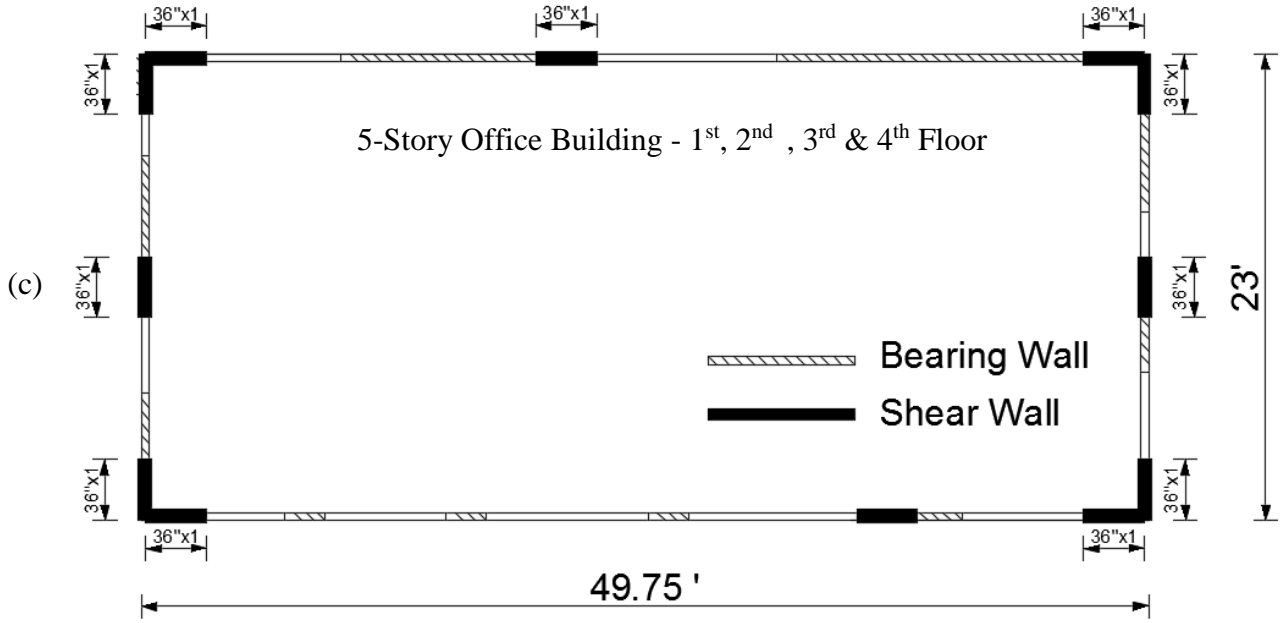 36"x1 36"x1 36"x1
36"x1 36"x1
5-Story Office Building - 1st, 2nd , 3rd & 4th Floor
(c) 36"x1 36"x1 23'
Bearing Wall
Shear Wall
36"x1 36"x1
36"x1 36"x1
49.75 '